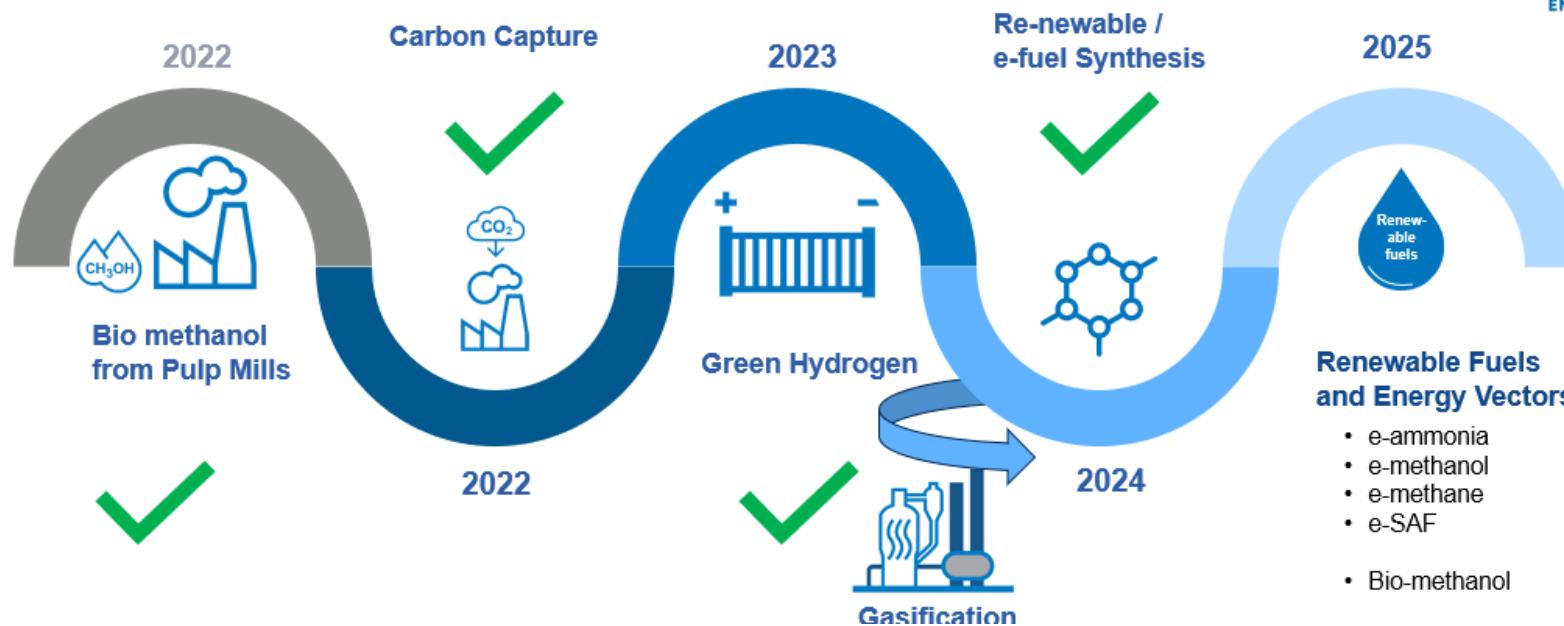 EN
2022
Carbon Capture
2023
Re-newable /
e-fuel Synthesis
2025
CH3OH
CO2
+
−
Renew-
able
fuels
Bio methanol
from Pulp Mills
Green Hydrogen
Renewable Fuels
and Energy Vectors
2022
2024
• e-ammonia
• e-methanol
• e-methane
• e-SAF
• Bio-methanol
Gasification